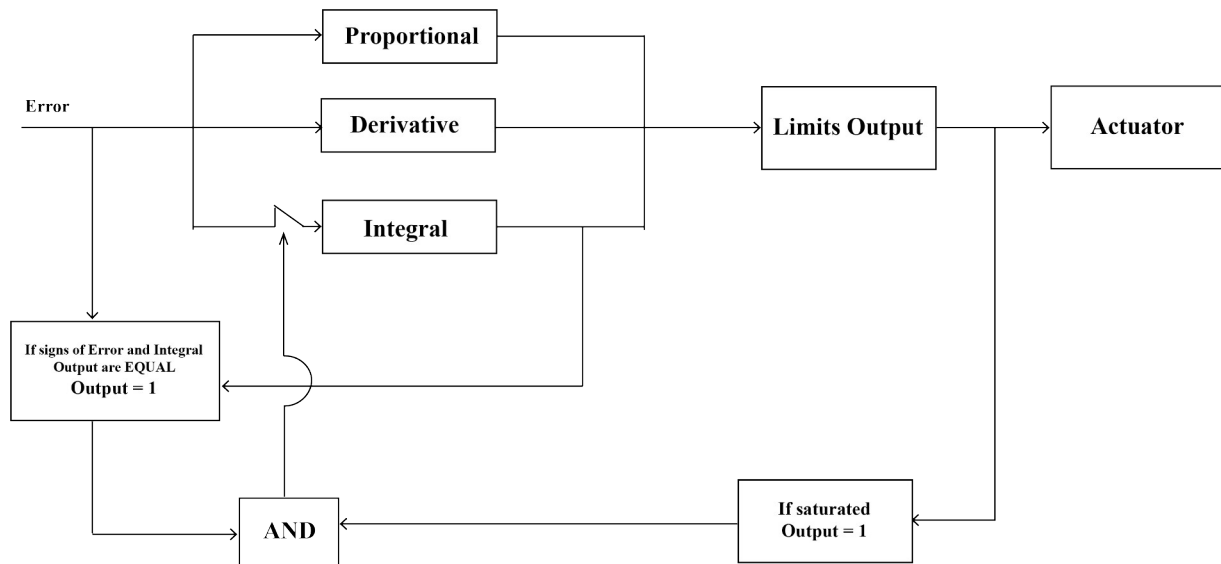 Proportional
Error
Derivative
Limits Output
Actuator
Integral
If signs of Error and Integral
Output are EQUAL
Output = 1
AND
If saturated
Output = 1